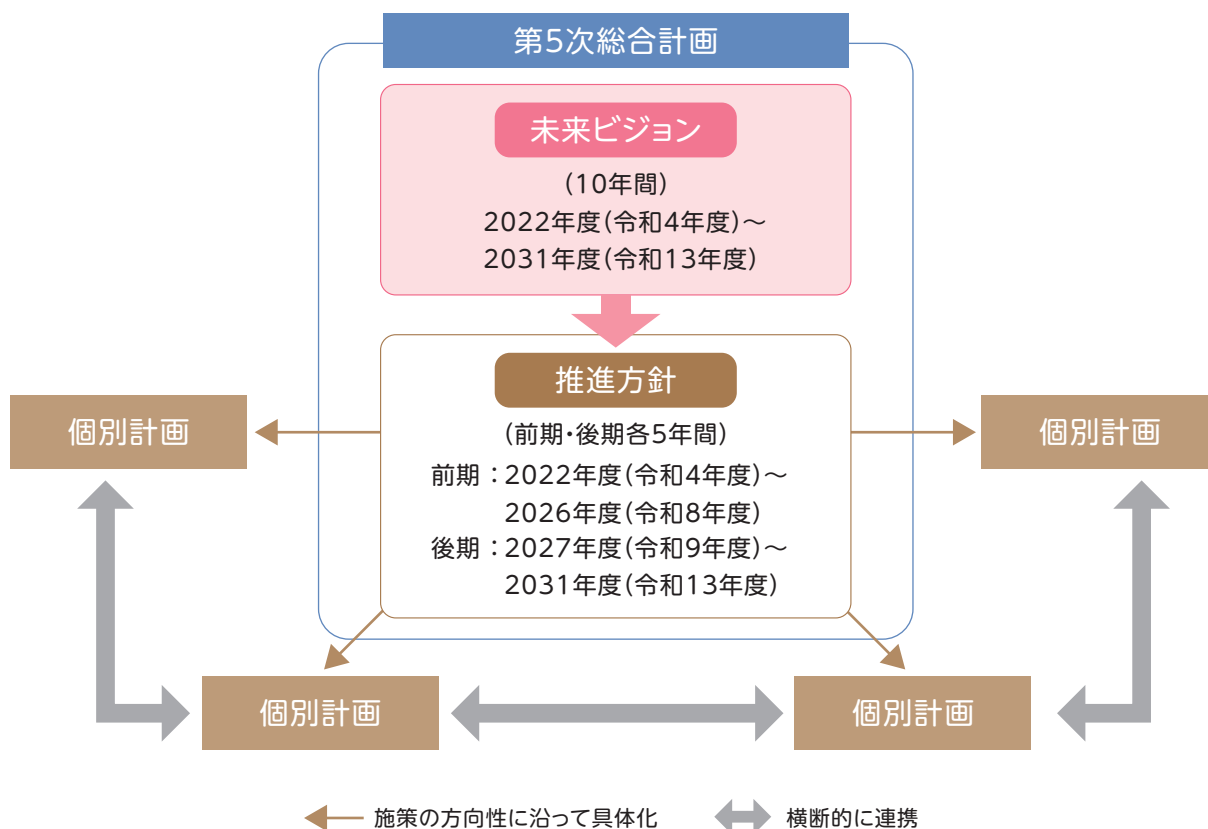 第5次総合計画
未来ビジョン
(10年間)
2022年度(令和4年度)～
2031年度(令和13年度)
推進方針
(前期・後期各5年間)
前期：2022年度(令和4年度)～
2026年度(令和8年度)
後期：2027年度(令和9年度)～
2031年度(令和13年度)
個別計画
個別計画
個別計画
個別計画
施策の方向性に沿って具体化
横断的に連携